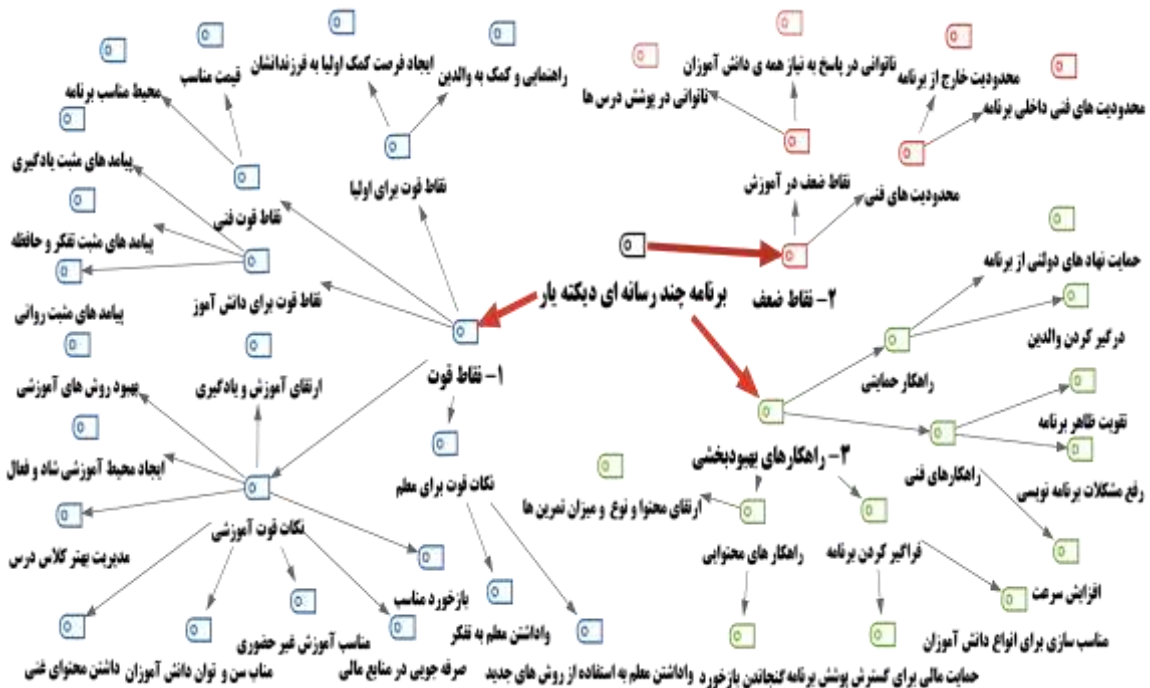 ایجاد فرصت کمک اولیا به فرزندانشان
راهنمایی و کمک به والدین
قیمت مناسب
محیط مناسب برنامه
ناتوانی در پاسخ به نیاز همه ی دانش آموزان
ناتوانی در پوشش درس ها
محدودیت خارج از برنامه
محدودیت های فنی داخلی برنامه
پیامد های مثبت یادگیری
نقاط قوت برای اولیا
نقاط ضعف در آموزش
محدودیت های فنی
نقاط قوت فنی
پیامد های مثبت تفکر و حافظه
حمایت نهاد های دولتی از برنامه
پیامد های مثبت روانی
نقاط قوت برای دانش آموز
برنامه چند رسانه ای دیکته یار
۲- نقاط ضعف
درگیر کردن والدین
۱- نقاط قوت
راهکار حمایتی
بهبود روش های آموزشی
ارتقای آموزش و یادگیری
تقویت ظاهر برنامه
۳- راهکارهای بهبودبخشی
ایجاد محیط آموزشی شاد و فعال
نکات قوت برای معلم
راهکارهای فنی
رفع مشکلات برنامه نویسی
ارتقای محتوا و نوع و میزان تمرین ها
نکات قوت آموزشی
مدیریت بهتر کلاس درس
راهکار های محتوایی
فراگیر کردن برنامه
افزایش سرعت
بازخورد مناسب
واداشتن معلم به تفکر
مناسب آموزش غیر حضوری
مناسب سازی برای انواع دانش آموزان
داشتن محتوای غنی
مناب سن و توان دانش آموزان
صرفه جویی در منابع مالی
واداشتن معلم به استفاده از روش های جدید
گنجاندن بازخورد
حمایت مالی برای گسترش پوشش برنامه